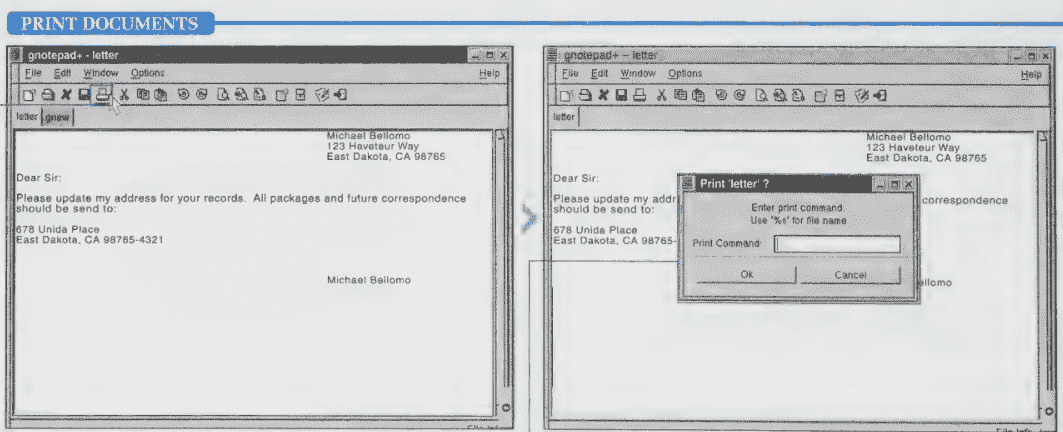 PRINT DOCUMENTS
gnotepad+ - letter
File Edit Window Options Help
letter gnew
Michael Bellomo
123 Haveteur Way
East Dakota, CA 98765
Dear Sir:
Please update my address for your records. All packages and future correspondence
should be send to:
678 Unida Place
East Dakota, CA 98765-4321
Michael Bellomo
gnotepad+ - letter
File Edit Window Options Help
letter
Michael Bellomo
123 Haveteur Way
East Dakota, CA 98765
Dear Sir:
Please update my addr correspondence
should be send to:
678 Unida Place
East Dakota, CA 98765-
ellomo
Print 'letter' ?
Enter print command.
Use "%s" for file name
Print Command:
Ok Cancel